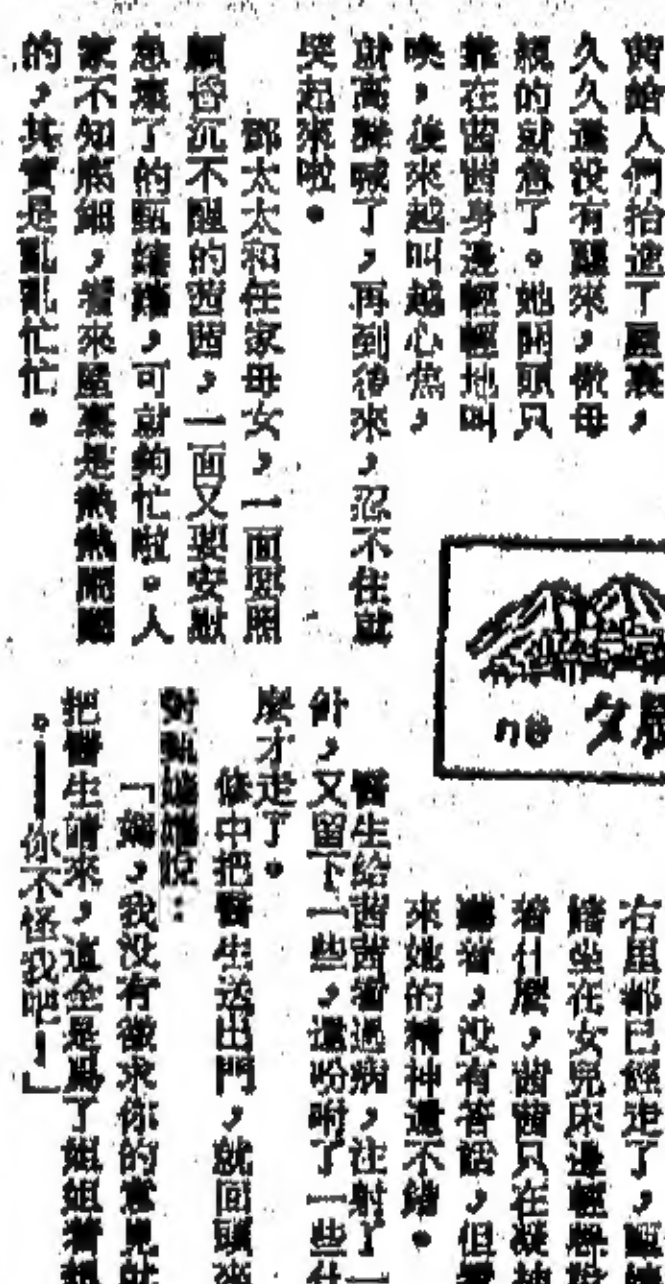 茵給人們抬進了屋裏，
久久還沒有醒來，做母
親的就急了。她開頭只
靠在茵茵身邊輕輕地叫
喚，後來越叫越心焦，
就高聲喊了，再到後來，忍不住就
哭起來啦。
鄧太太和任家母女，一面要照
顧昏沉不醒的茵茵，一面又要安慰
急壞了的甄嬸嬸，可就夠忙啦。人
家不知底細，看來屋裏是熱熱鬧鬧
的，其實是亂亂忙忙。
ne 久
右里都已經走了，
坐在女兒床邊輕輕
着什麼，茵茵只在凝
聽着，沒有答話，但
來她的精神還不錯。
醫生給茵茵看過病，注射了一
針，又留下一些，還吩咐了一些什
麼才走了。
修中把醫生送出門，就回頭來
對甄嬸嬸說：
「嬸，我没有徵求你的意見就
把醫生請來，這全是爲了姐姐着想
。——你不怪我吧！」